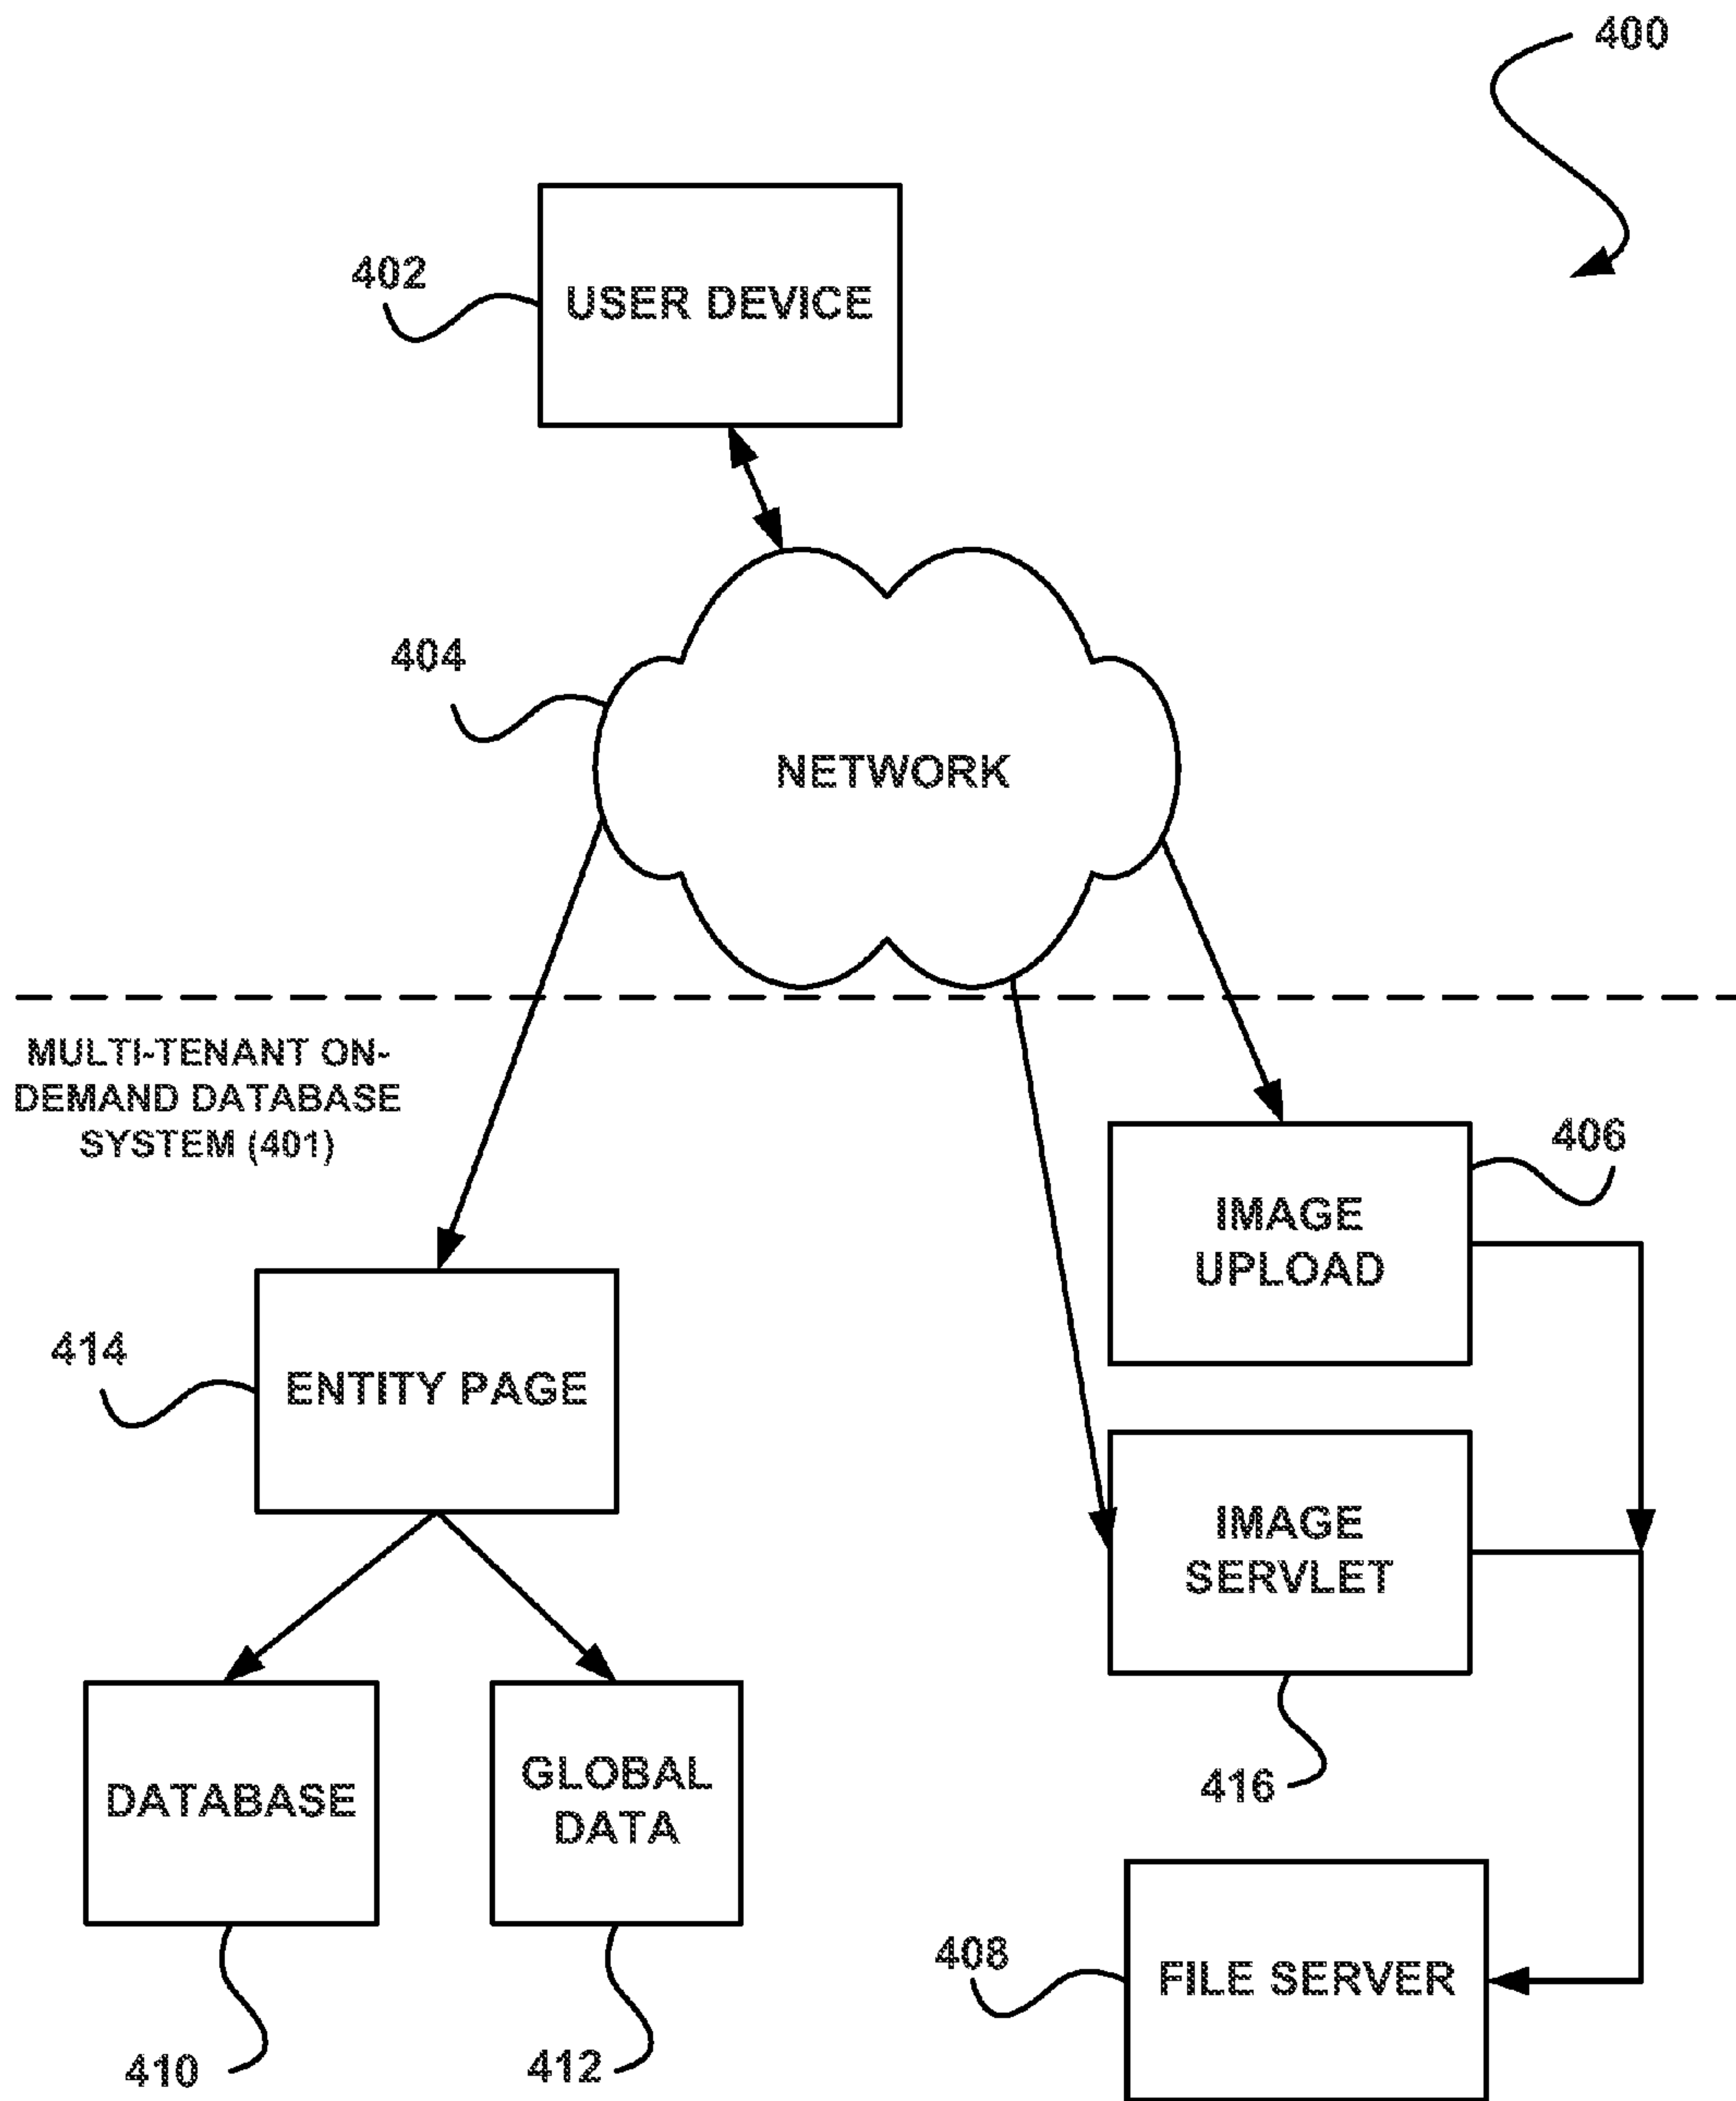 400
402
USER DEVICE
404
NETWORK
MULTI-TENANT ON-
DEMAND DATABASE
SYSTEM (401)
406
IMAGE
UPLOAD
414
ENTITY PAGE
IMAGE
SERVLET
416
DATABASE
GLOBAL
DATA
408
FILE SERVER
410
412